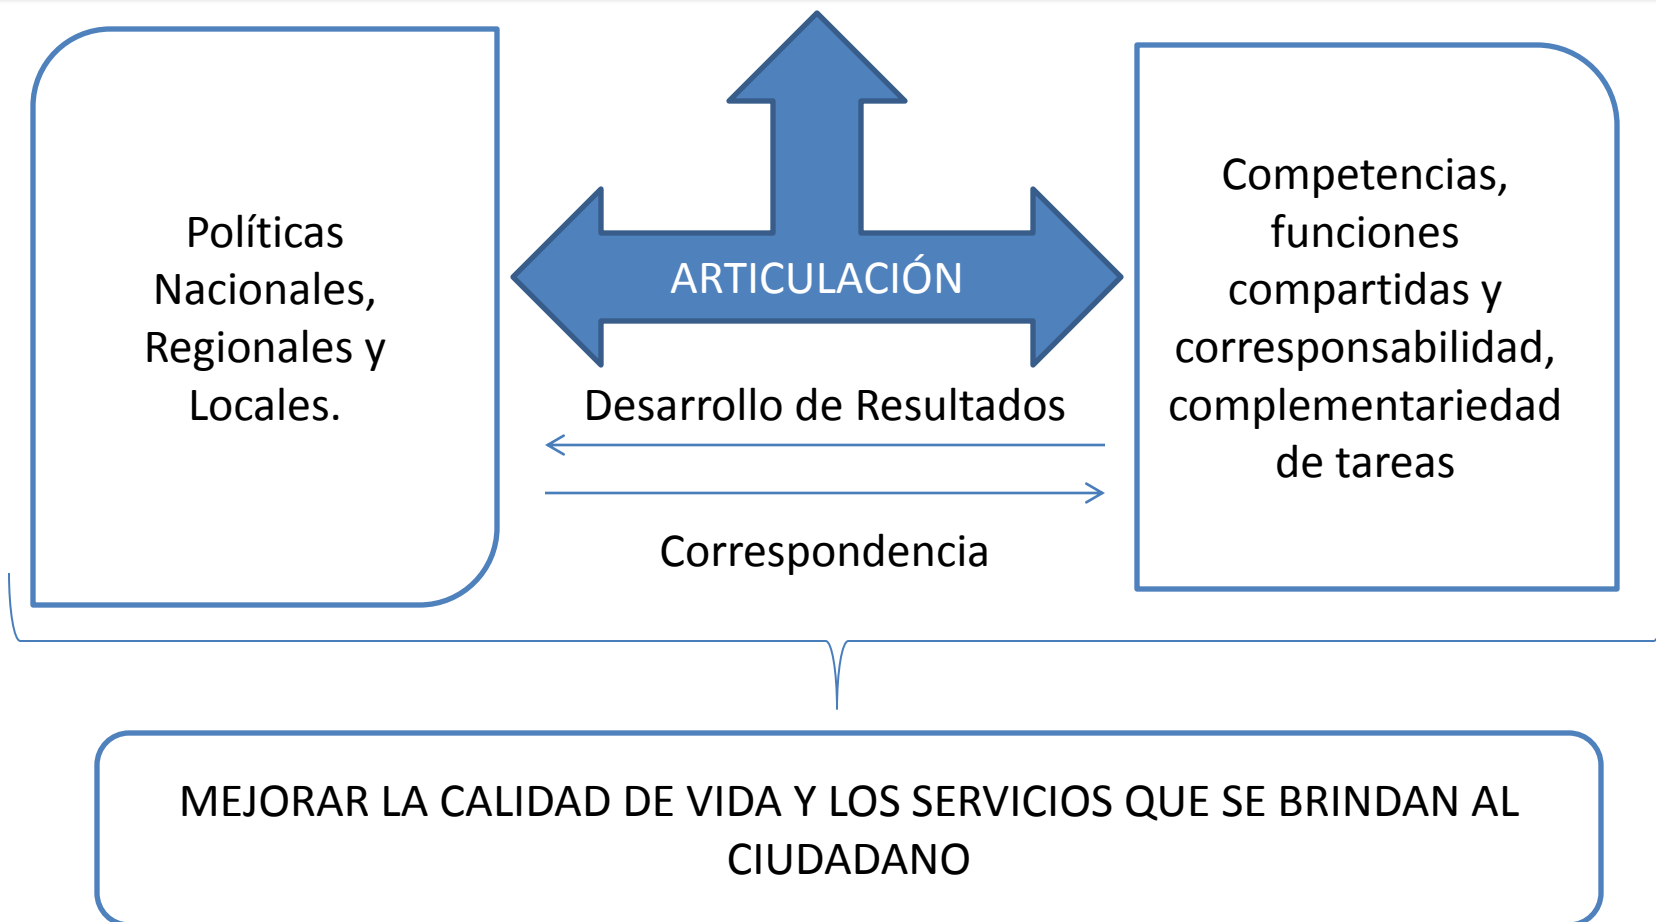 Políticas
Nacionales,
Regionales y
Locales.
ARTICULACIÓN
Desarrollo de Resultados
Correspondencia
Competencias,
funciones
compartidas y
corresponsabilidad,
complementariedad
de tareas
MEJORAR LA CALIDAD DE VIDA Y LOS SERVICIOS QUE SE BRINDAN AL
CIUDADANO